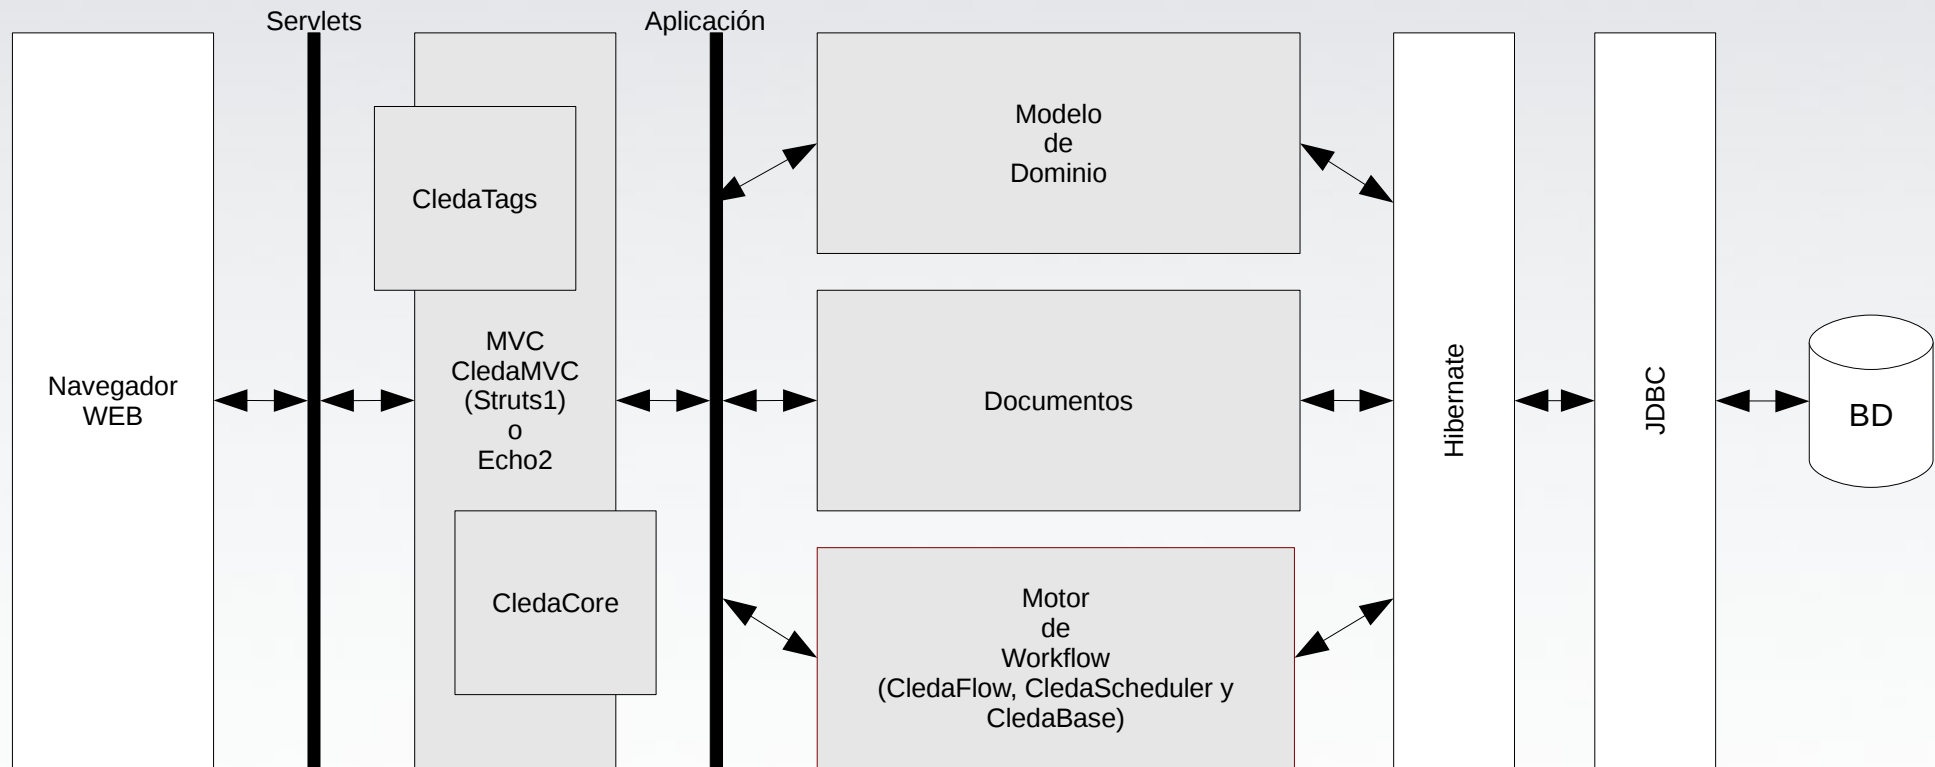 Servlets
Aplicación
Navegador
WEB
CledaTags
MVC
CledaMVC
(Struts1)
o
Echo2
CledaCore
Modelo
de
Dominio
Documentos
Motor
de
Workflow
(CledaFlow, CledaScheduler y
CledaBase)
Hibernate
JDBC
BD